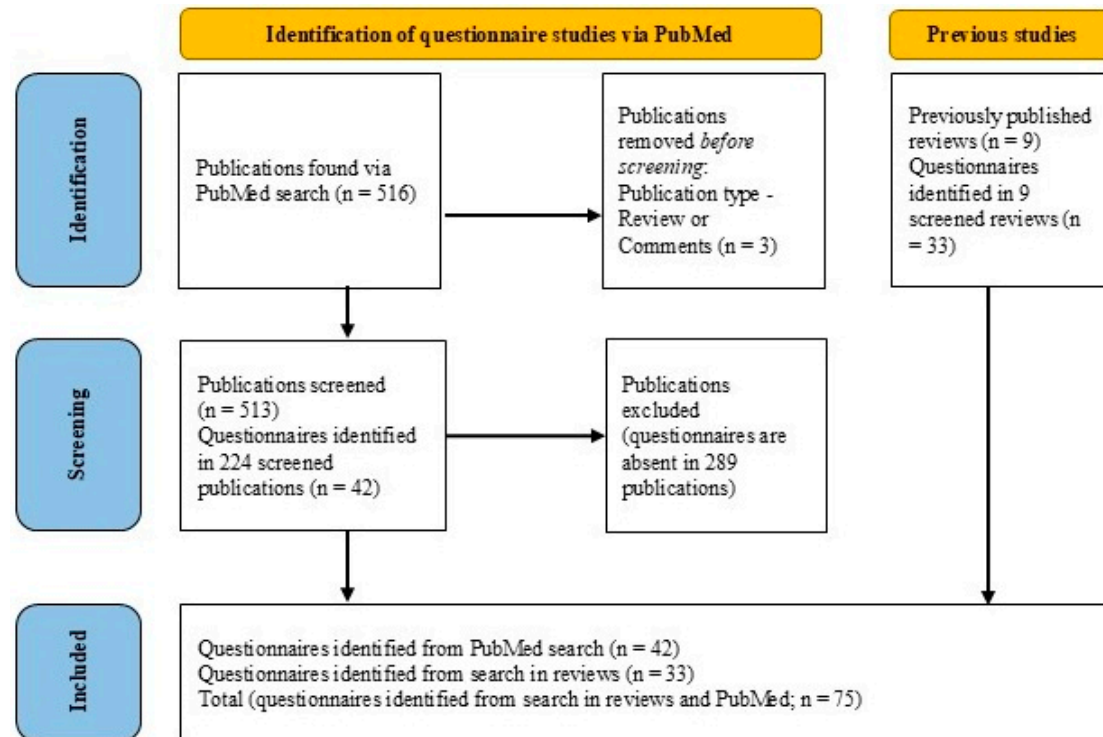 Identification of questionnaire studies via PubMed
Previous studies
Identification
Publications found via
PubMed search (n = 516)
Publications
removed before
screening:
Publication type -
Review or
Comments (n = 3)
Previously published
reviews (n = 9)
Questionnaires
identified in 9
screened reviews (n
= 33)
Screening
Publications screened
(n = 513)
Questionnaires identified
in 224 screened
publications (n = 42)
Publications
excluded
(questionnaires are
absent in 289
publications)
Included
Questionnaires identified from PubMed search (n = 42)
Questionnaires identified from search in reviews (n = 33)
Total (questionnaires identified from search in reviews and PubMed; n = 75)